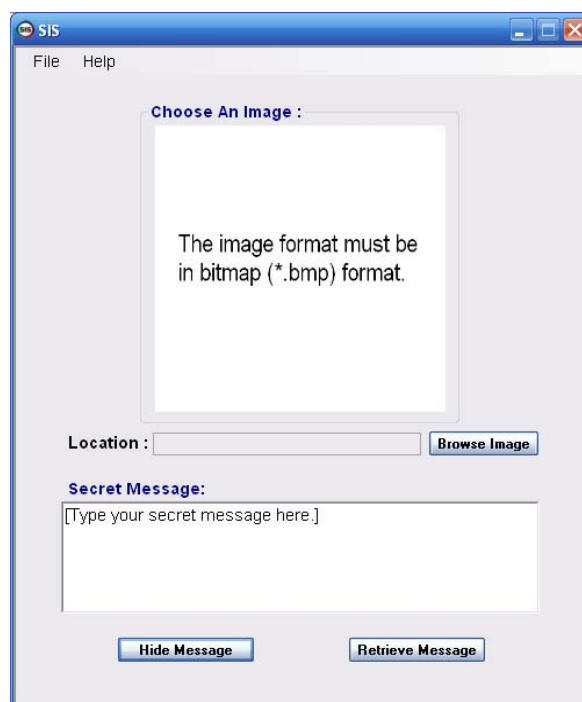 SIS
File Help
Choose An Image :
The image format must be
in bitmap (*.bmp) format.
Location : Browse Image
Secret Message:
[Type your secret message here.]
Hide Message Retrieve Message